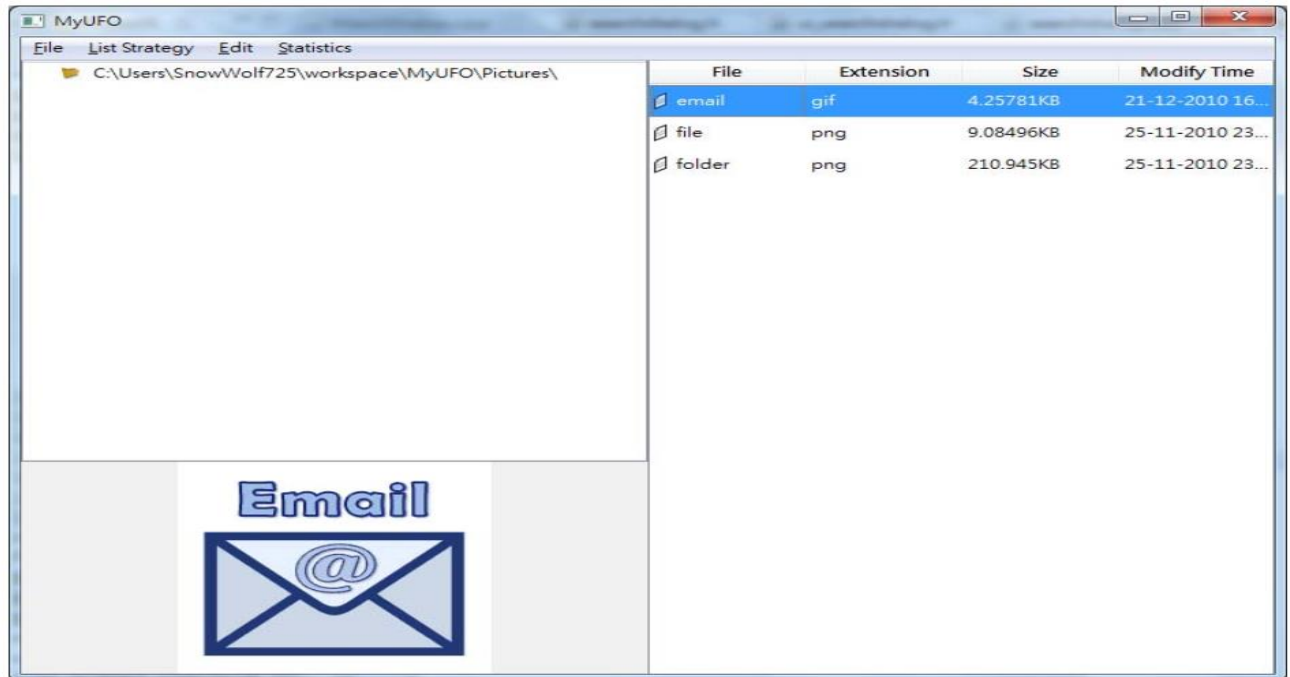 MyUFO
File List Strategy Edit Statistics
C:\Users\SnowWolf725\workspace\MyUFO\Pictures\
File Extension Size Modify Time
email gif 4.25781KB 21-12-2010 16...
file png 9.08496KB 25-11-2010 23...
folder png 210.945KB 25-11-2010 23...
Email
@